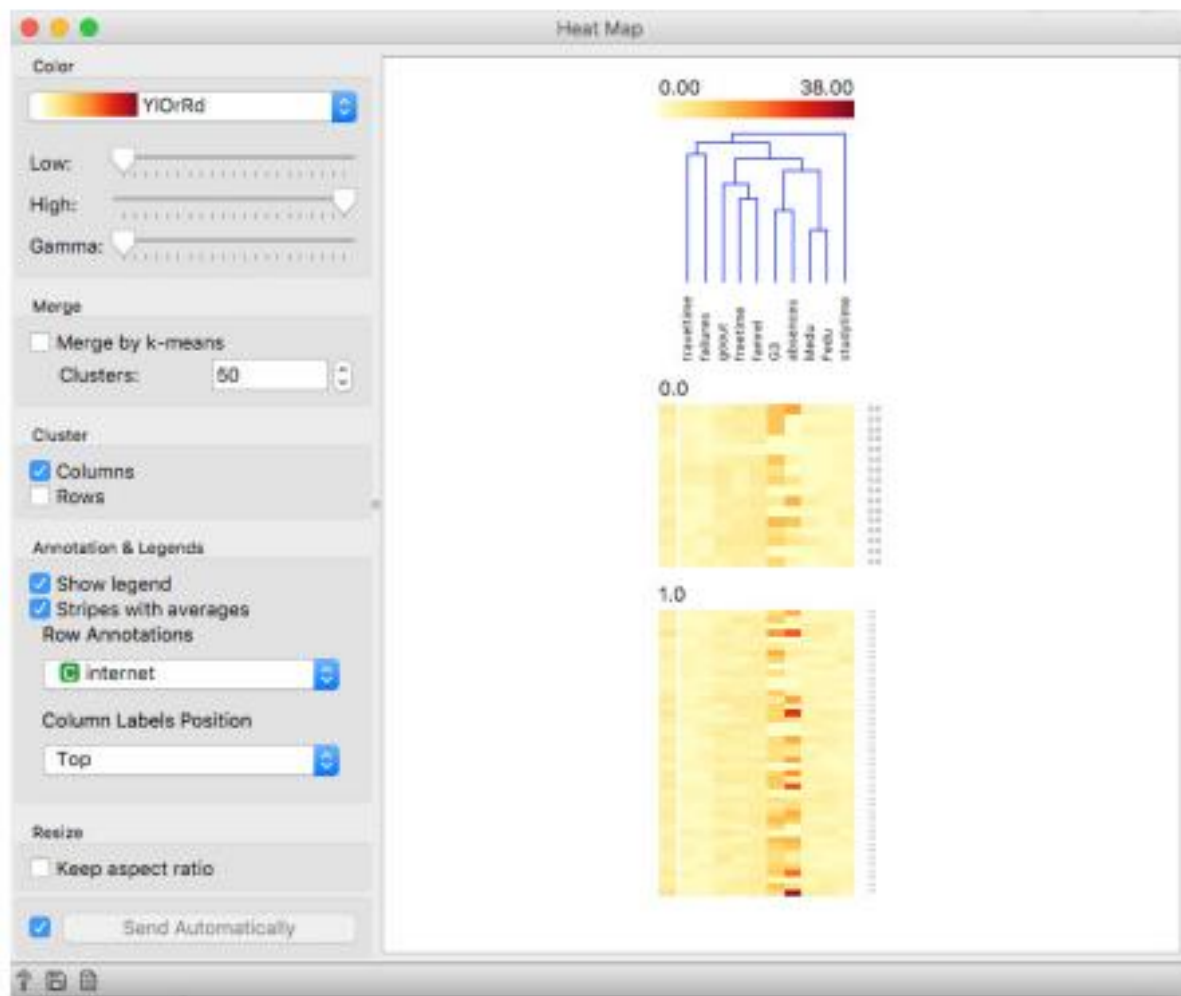 Heat Map
Color
YlOrRd
Low:
High:
Gamma:
Merge
Merge by k-means
Clusters: 50
Cluster
Columns
Rows
Annotation & Legends
Show legend
Stripes with averages
Row Annotations
C internet
Column Labels Position
Top
Resize
Keep aspect ratio
Send Automatically
0.00 38.00
traveltime
failures
goout
freetime
famrel
G3
absences
Medu
Fedu
studytime
0.0
1.0